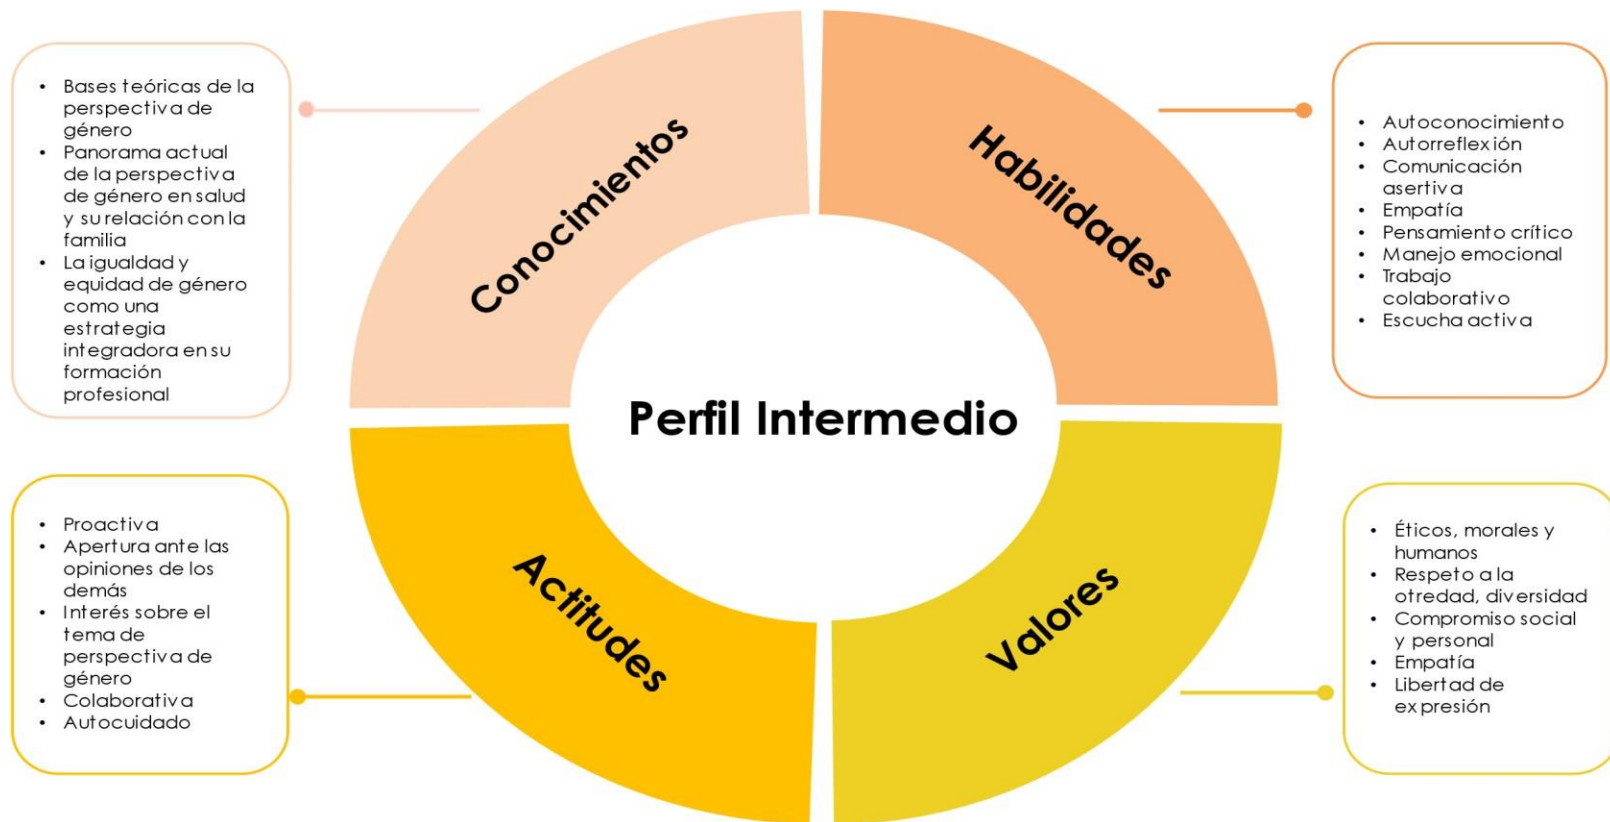 • Bases teóricas de la
perspectiva de
género
• Panorama actual
de la perspectiva
de género en salud
y su relación con la
familia
• La igualdad y
equidad de género
como una
estrategia
integradora en su
formación
profesional
Conocimientos
Habilidades
• Autoconocimiento
• Autorreflexión
• Comunicación
asertiva
• Empatía
• Pensamiento crítico
• Manejo emocional
• Trabajo
colaborativo
• Escucha activa
Perfil Intermedio
• Proactiva
• Apertura ante las
opiniones de los
demás
• Interés sobre el
tema de
perspectiva de
género
• Colaborativa
• Autocuidado
Actitudes
Valores
• Éticos, morales y
humanos
• Respeto a la
otredad, diversidad
• Compromiso social
y personal
• Empatía
• Libertad de
expresión